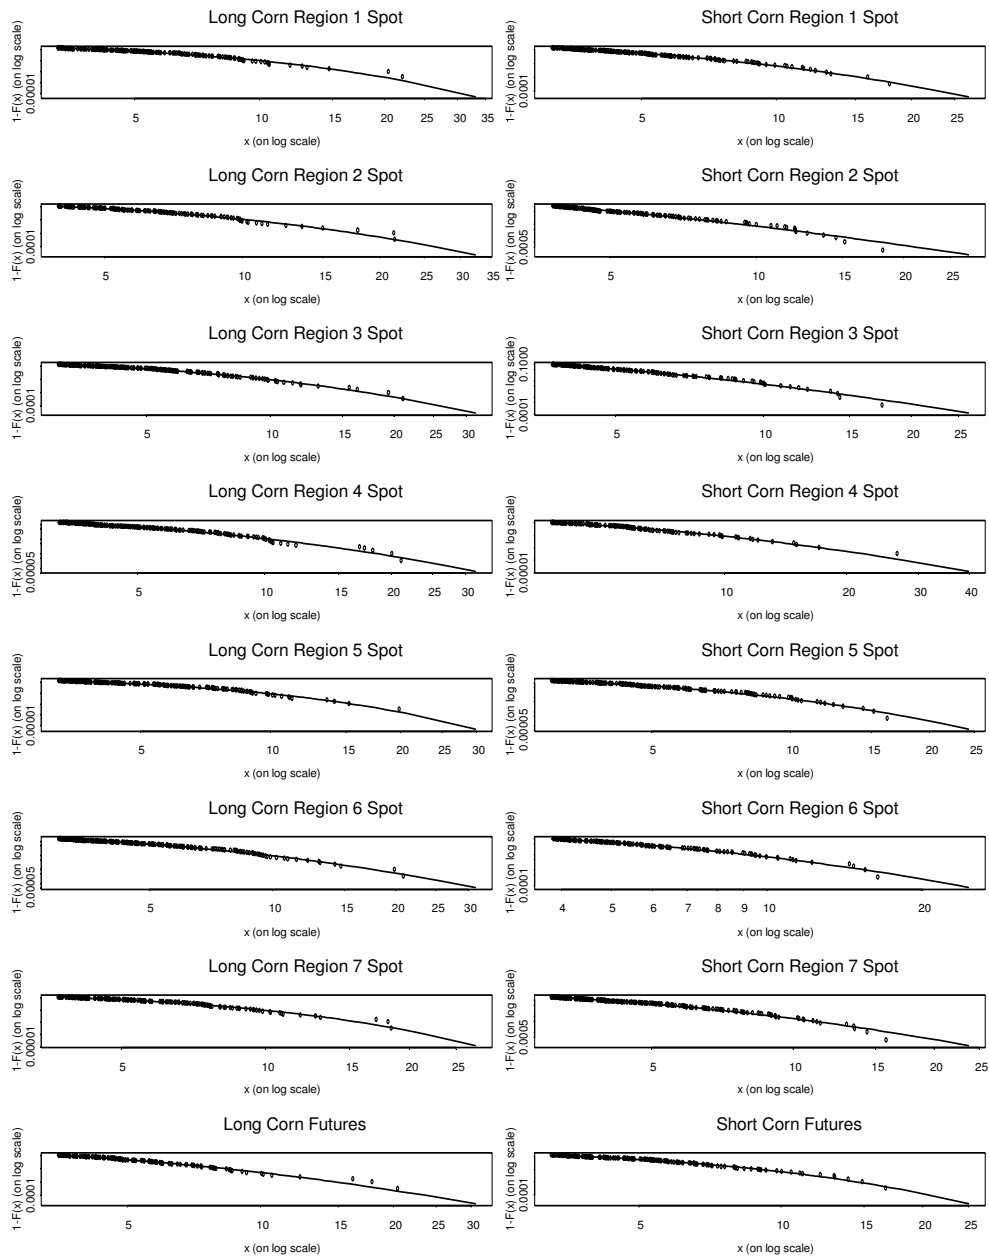 Long Corn Region 1 Spot
1-F(x) (on log scale)
0.00001
5 10 15 20 25 30 35
x (on log scale)
Short Corn Region 1 Spot
1-F(x) (on log scale)
0.0001
5 10 15 20 25
x (on log scale)
Long Corn Region 2 Spot
1-F(x) (on log scale)
0.0001
5 10 15 20 25 30 35
x (on log scale)
Short Corn Region 2 Spot
1-F(x) (on log scale)
0.0005
5 10 15 20 25
x (on log scale)
Long Corn Region 3 Spot
1-F(x) (on log scale)
0.0001
5 10 15 20 25 30
x (on log scale)
Short Corn Region 3 Spot
1-F(x) (on log scale)
0.0001 0.1000
5 10 15 20 25
x (on log scale)
Long Corn Region 4 Spot
1-F(x) (on log scale)
0.00005
5 10 15 20 25 30
x (on log scale)
Short Corn Region 4 Spot
1-F(x) (on log scale)
0.00001
10 20 30 40
x (on log scale)
Long Corn Region 5 Spot
1-F(x) (on log scale)
0.00001
5 10 15 20 25 30
x (on log scale)
Short Corn Region 5 Spot
1-F(x) (on log scale)
0.00005
5 10 15 20 25
x (on log scale)
Long Corn Region 6 Spot
1-F(x) (on log scale)
0.00005
5 10 15 20 25 30
x (on log scale)
Short Corn Region 6 Spot
1-F(x) (on log scale)
0.0001
4 5 6 7 8 9 10 20
x (on log scale)
Long Corn Region 7 Spot
1-F(x) (on log scale)
0.00001
5 10 15 20 25
x (on log scale)
Short Corn Region 7 Spot
1-F(x) (on log scale)
0.0005
5 10 15 20 25
x (on log scale)
Long Corn Futures
1-F(x) (on log scale)
0.0001
5 10 15 20 25 30
x (on log scale)
Short Corn Futures
1-F(x) (on log scale)
0.0001
5 10 15 20 25
x (on log scale)